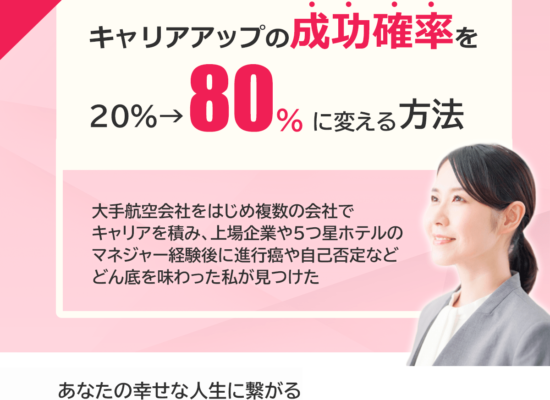 キャリアアップの成功確率を
20%→80%に変える方法
大手航空会社をはじめ複数の会社で
キャリアを積み、上場企業や5つ星ホテルの
マネジャー経験後に進行癌や自己否定など
どん底を味わった私が見つけた
あなたの幸せな人生に繋がる